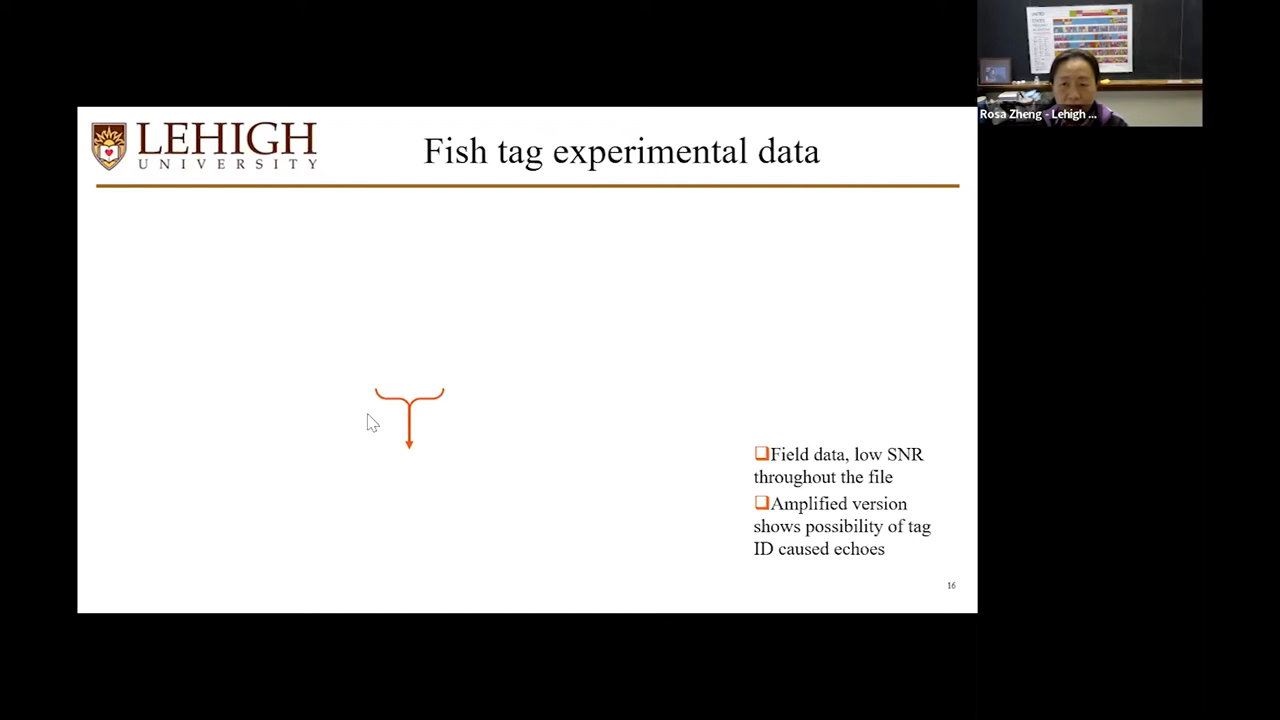 Rosa Zheng - Lehigh ...
LEHIGH
UNIVERSITY
Fish tag experimental data
❑Field data, low SNR
throughout the file
❑Amplified version
shows possibility of tag
ID caused echoes
16